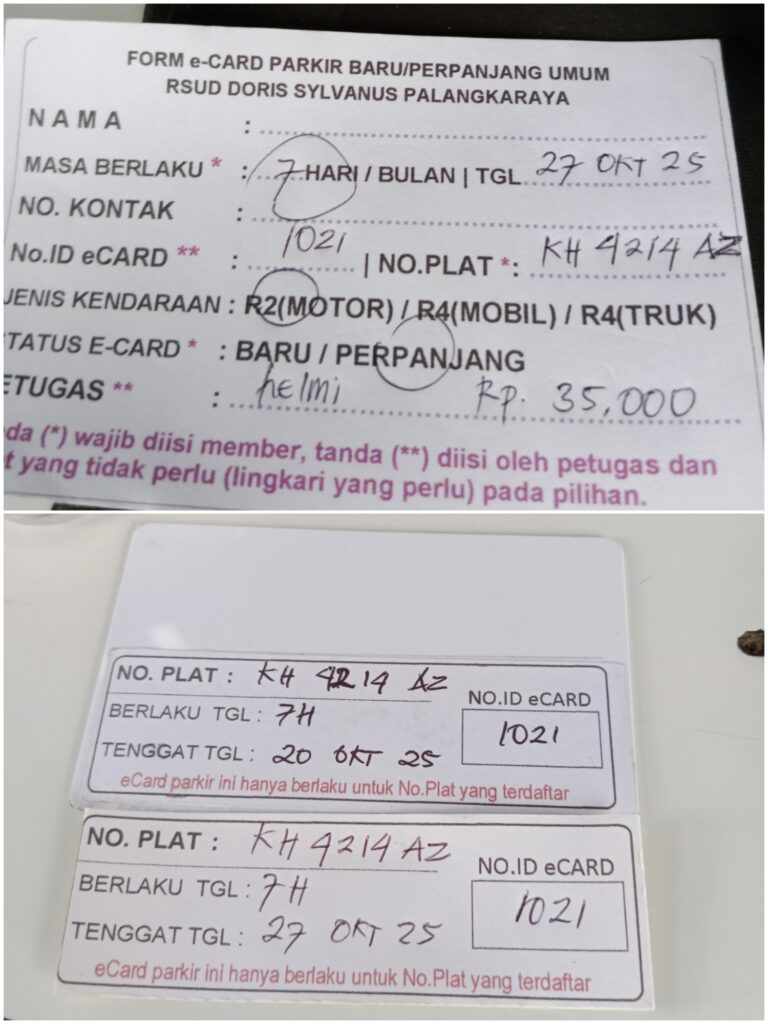 FORM e-CARD PARKIR BARU/PERPANJANG UMUM
RSUD DORIS SYLVANUS PALANGKARAYA
NAMA :
MASA BERLAKU * : 7 HARI / BULAN | TGL 27 OKT 25
NO. KONTAK :
No.ID eCARD ** : 1021 | NO.PLAT *: KH 4214 AZ
JENIS KENDARAAN : R2(MOTOR) / R4(MOBIL) / R4(TRUK)
TATUS E-CARD * : BARU / PERPANJANG
ETUGAS ** : helmi Rp. 35,000
da (*) wajib diisi member, tanda (**) diisi oleh petugas dan
t yang tidak perlu (lingkari yang perlu) pada pilihan.
NO. PLAT : KH 4214 AZ
NO.ID eCARD
BERLAKU TGL : 7H
1021
TENGGAT TGL : 20 OKT 25
eCard parkir ini hanya berlaku untuk No.Plat yang terdaftar
NO. PLAT : KH 4214 AZ
NO.ID eCARD
BERLAKU TGL : 7H
1021
TENGGAT TGL : 27 OKT 25
eCard parkir ini hanya berlaku untuk No.Plat yang terdaftar